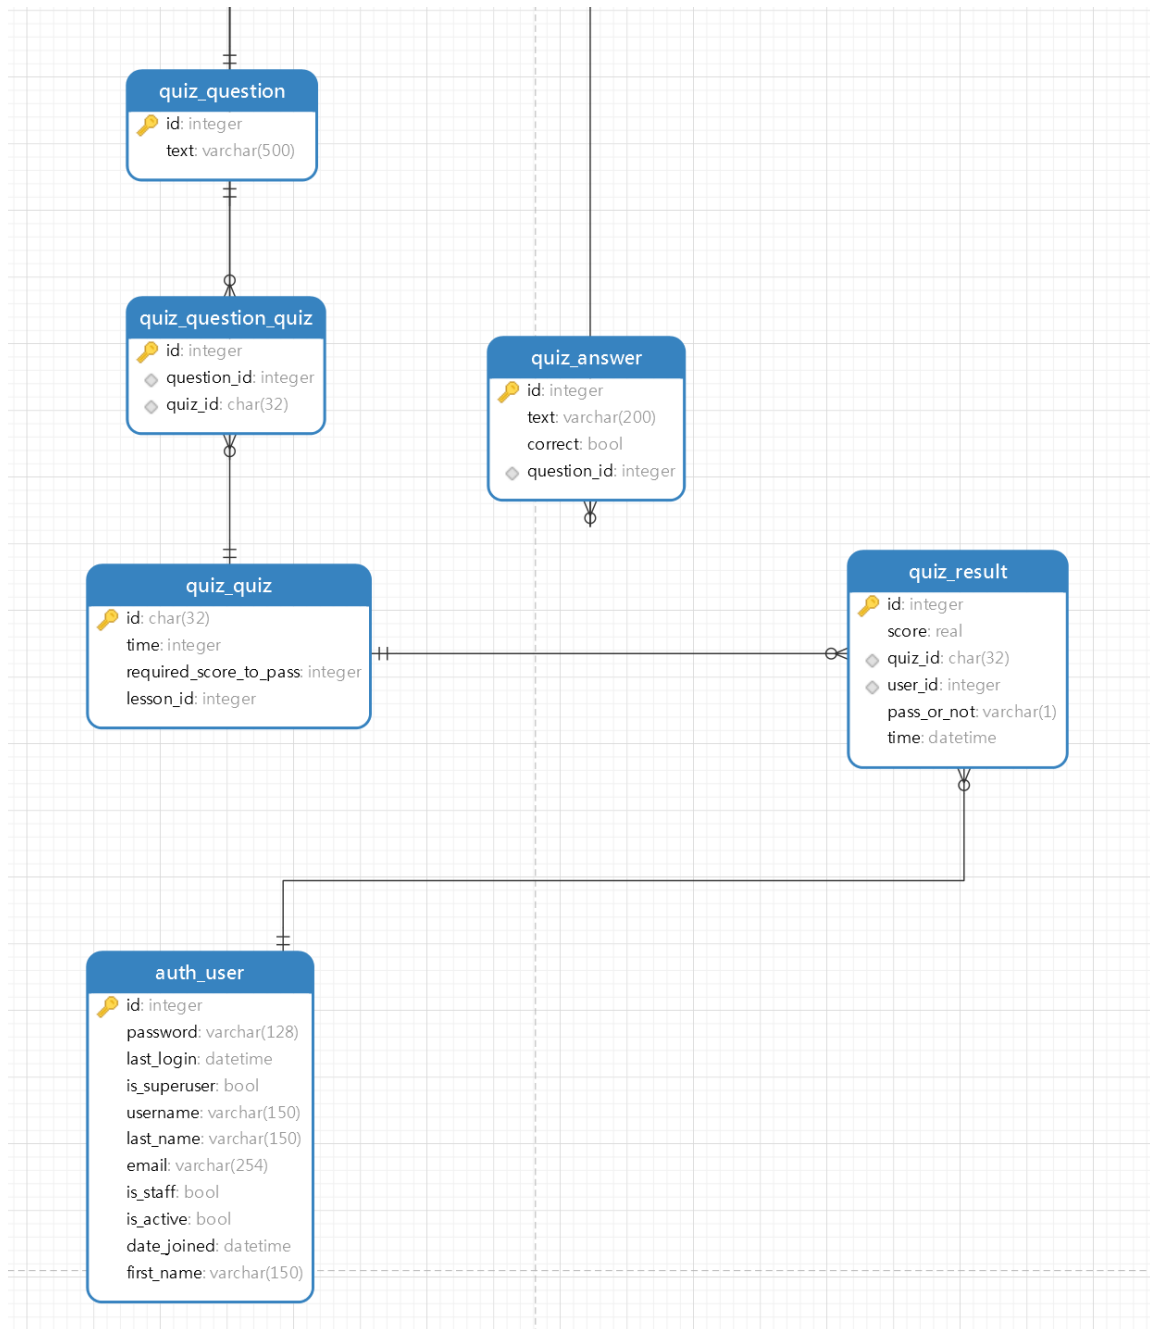 quiz_question
id: integer
text: varchar(500)
quiz_question_quiz
id: integer
question_id: integer
quiz_id: char(32)
quiz_answer
id: integer
text: varchar(200)
correct: bool
question_id: integer
quiz_quiz
id: char(32)
time: integer
required_score_to_pass: integer
lesson_id: integer
quiz_result
id: integer
score: real
quiz_id: char(32)
user_id: integer
pass_or_not: varchar(1)
time: datetime
auth_user
id: integer
password: varchar(128)
last_login: datetime
is_superuser: bool
username: varchar(150)
last_name: varchar(150)
email: varchar(254)
is_staff: bool
is_active: bool
date_joined: datetime
first_name: varchar(150)